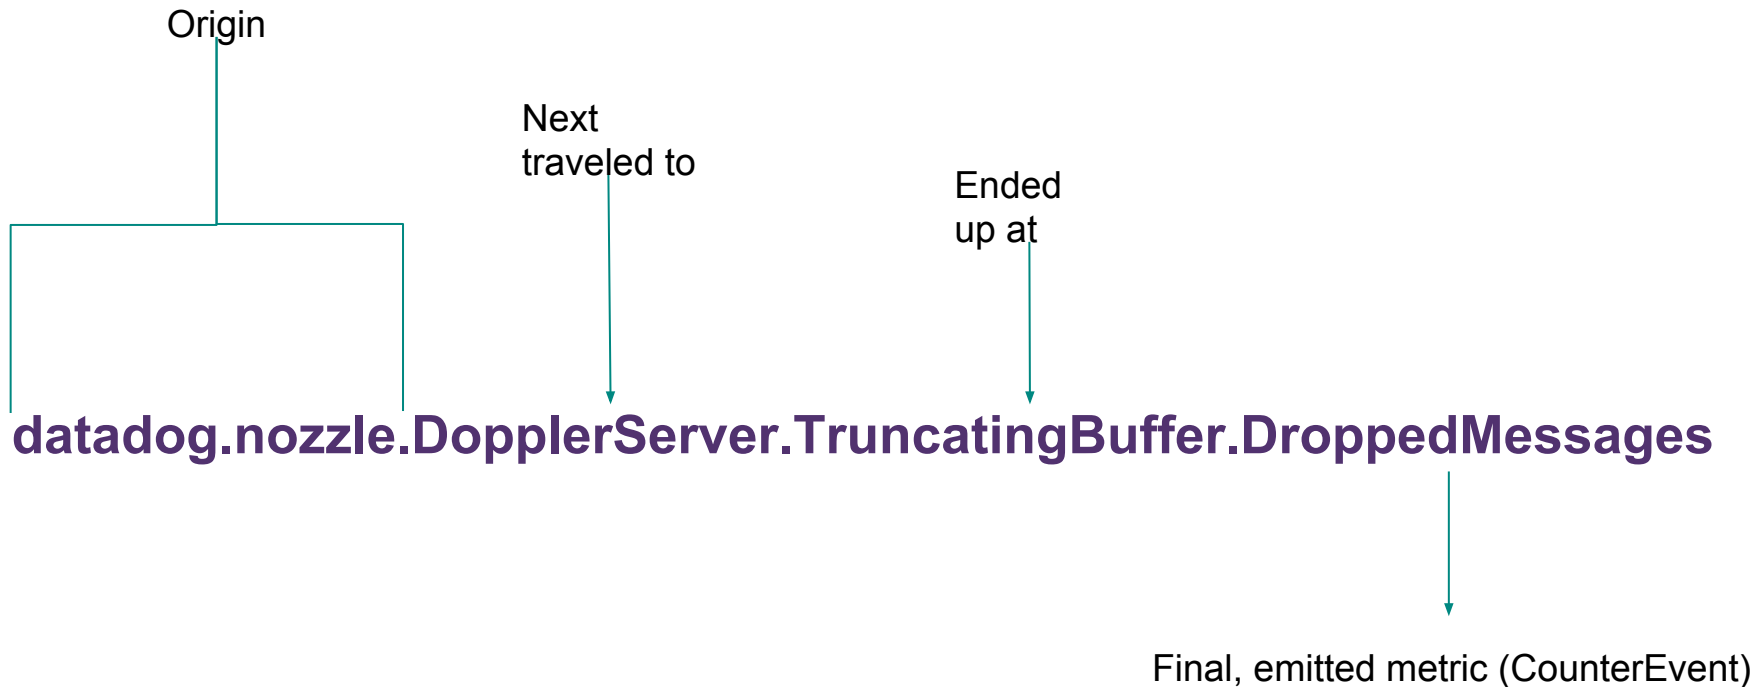 Origin
Next
traveled to
Ended
up at
datadog.nozzle.DopplerServer.TruncatingBuffer.DroppedMessages
Final, emitted metric (CounterEvent)